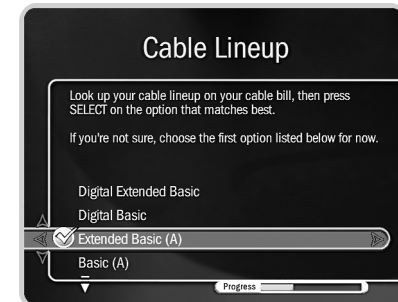 Cable Lineup
Look up your cable lineup on your cable bill, then press
SELECT on the option that matches best.
If you're not sure, choose the first option listed below for now.
Digital Extended Basic
Digital Basic
Extended Basic (A)
Basic (A)
Progress